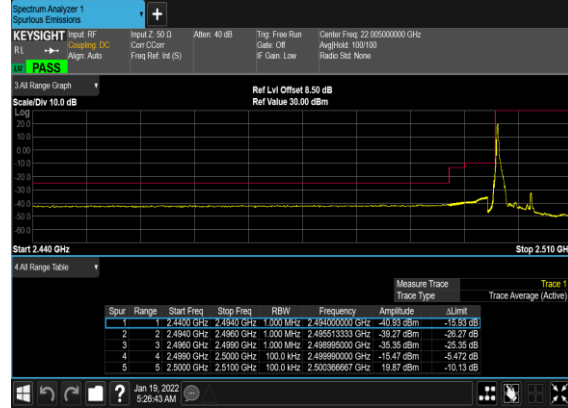 Spectrum Analyzer 1
Spurious Emissions
KEYSIGHT Input: RF Input Z: 50 Ω Atten: 40 dB Trig: Free Run Center Freq: 22.005000000 GHz
RL Coupling: DC Corr CCorr Gate: Off Avg|Hold: 100/100
Align: Auto Freq Ref: Int (S) IF Gain: Low Radio Std: None
PASS
3 All Range Graph
Ref Lvl Offset 8.50 dB
Scale/Div 10.0 dB Ref Value 30.00 dBm
Log
20.0
10.0
0.00
-10.0
-20.0
-30.0
-40.0
-50.0
-60.0
Start 2.440 GHz Stop 2.510 GH
4 All Range Table
Measure Trace Trace 1
Trace Type Trace Average (Active)
Spur Range Start Freq Stop Freq RBW Frequency Amplitude ΔLimit
1 1 2.4400 GHz 2.4940 GHz 1.000 MHz 2.494000000 GHz -40.93 dBm -15.93 dB
2 2 2.4940 GHz 2.4960 GHz 1.000 MHz 2.495513333 GHz -39.27 dBm -26.27 dB
3 3 2.4960 GHz 2.4990 GHz 1.000 MHz 2.498995000 GHz -35.35 dBm -25.35 dB
4 4 2.4990 GHz 2.5000 GHz 100.0 kHz 2.499990000 GHz -15.47 dBm -5.472 dB
5 5 2.5000 GHz 2.5100 GHz 100.0 kHz 2.500366667 GHz 19.87 dBm -10.13 dB
? Jan 19, 2022
5:26:43 AM